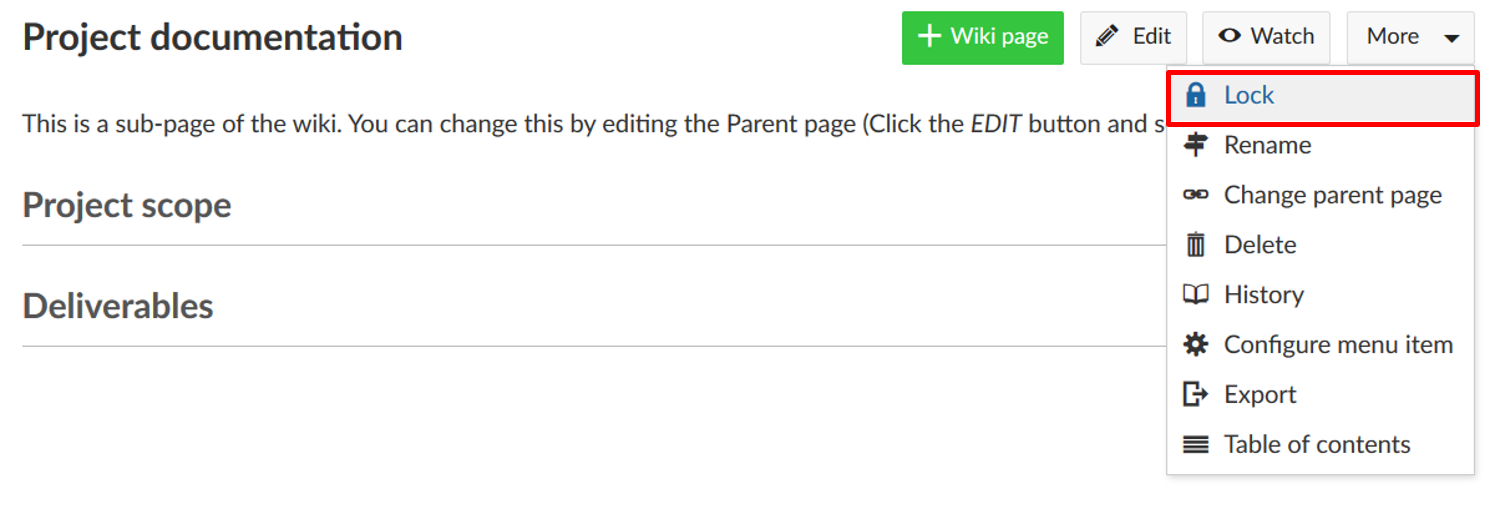 Project documentation
Wiki page
Edit
Watch
More
Lock
This is a sub-page of the wiki. You can change this by editing the Parent page (Click the EDIT button and s
Rename
Change parent page
Project scope
Delete
History
Deliverables
Configure menu item
Export
Table of contents